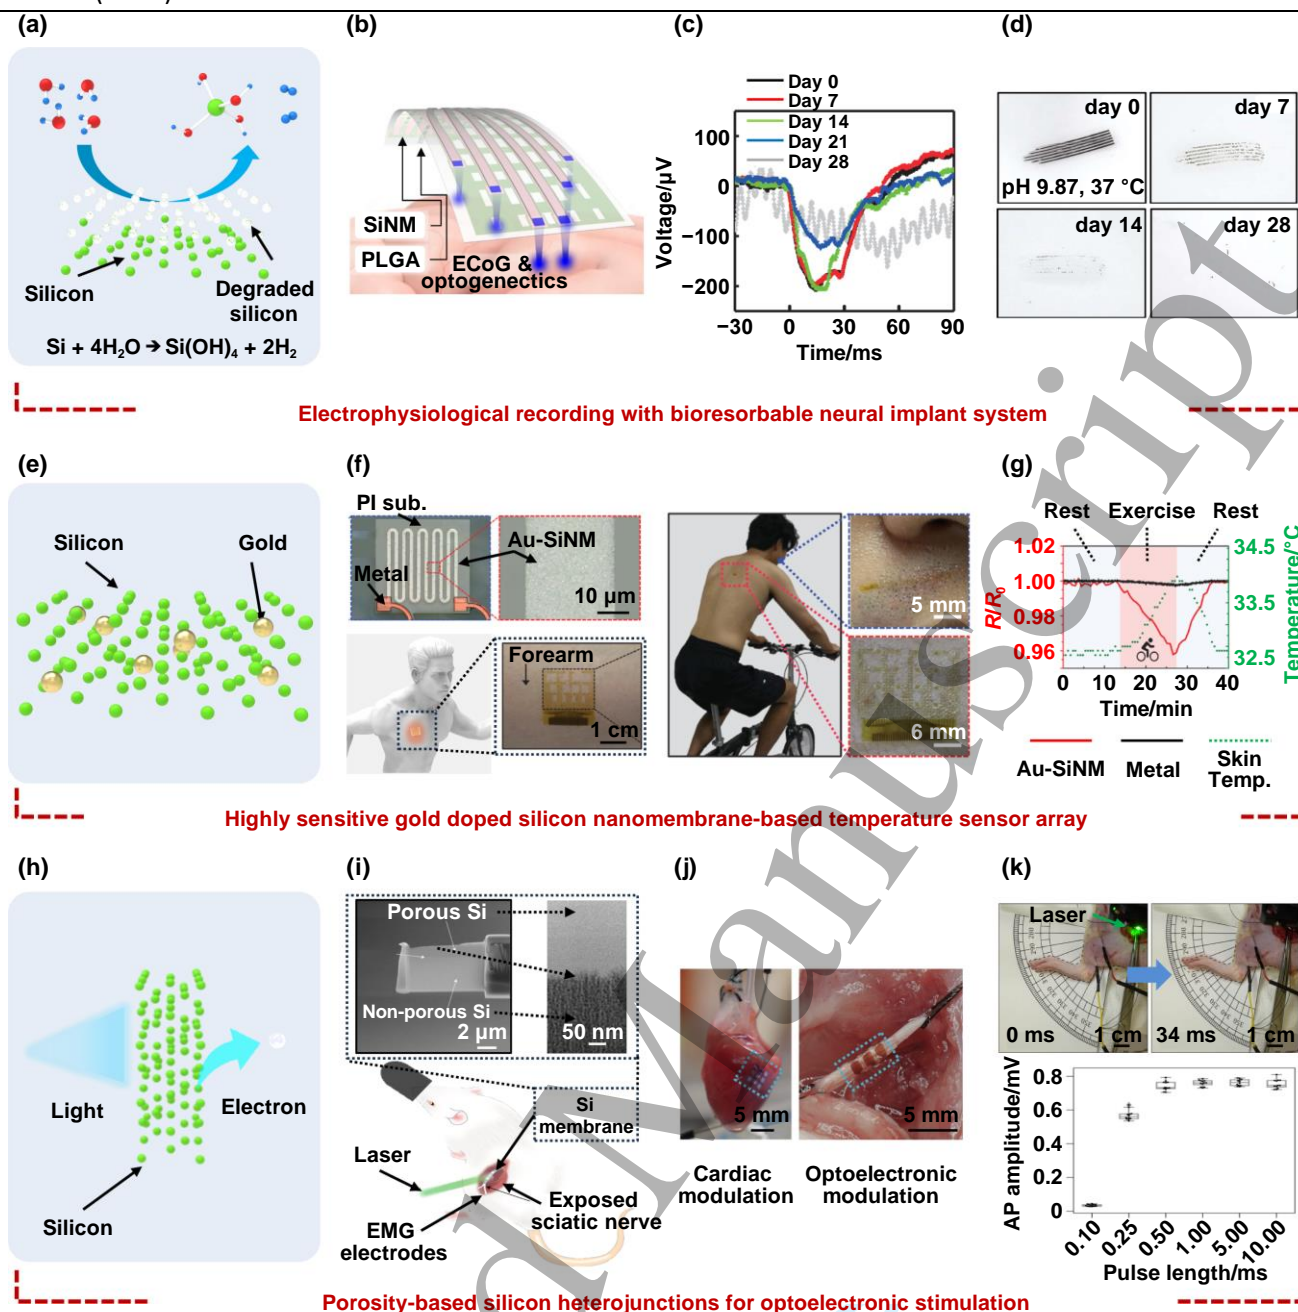 (a)
Silicon
Degraded
silicon
Si + 4H₂O → Si(OH)₄ + 2H₂
(b)
SiNM
PLGA
ECoG &
optogenectics
(c)
Day 0
Day 7
Day 14
Day 21
Day 28
Voltage/µV
100
0
−100
−200
−30 0 30 60 90
Time/ms
(d)
day 0
pH 9.87, 37 °C
day 7
day 14
day 28
Electrophysiological recording with bioresorbable neural implant system
(e)
Silicon
Gold
(f)
PI sub.
Au-SiNM
Metal
10 µm
Forearm
1 cm
5 mm
6 mm
(g)
Rest Exercise Rest
R/R₀
1.02
1.00
0.98
0.96
34.5
33.5
32.5
Temperature/°C
0 10 20 30 40
Time/min
Au-SiNM
Metal
Skin
Temp.
Highly sensitive gold doped silicon nanomembrane-based temperature sensor array
(h)
Light
Electron
Silicon
(i)
Porous Si
Non-porous Si
2 µm
50 nm
Si
membrane
Laser
Exposed
sciatic nerve
EMG
electrodes
(j)
5 mm
5 mm
Cardiac
modulation
Optoelectronic
modulation
(k)
Laser
0 ms
1 cm
34 ms
1 cm
AP amplitude/mV
0.8
0.6
0.4
0.2
0
0.10
0.25
0.50
1.00
5.00
10.00
Pulse length/ms
Porosity-based silicon heterojunctions for optoelectronic stimulation
d Manuscript